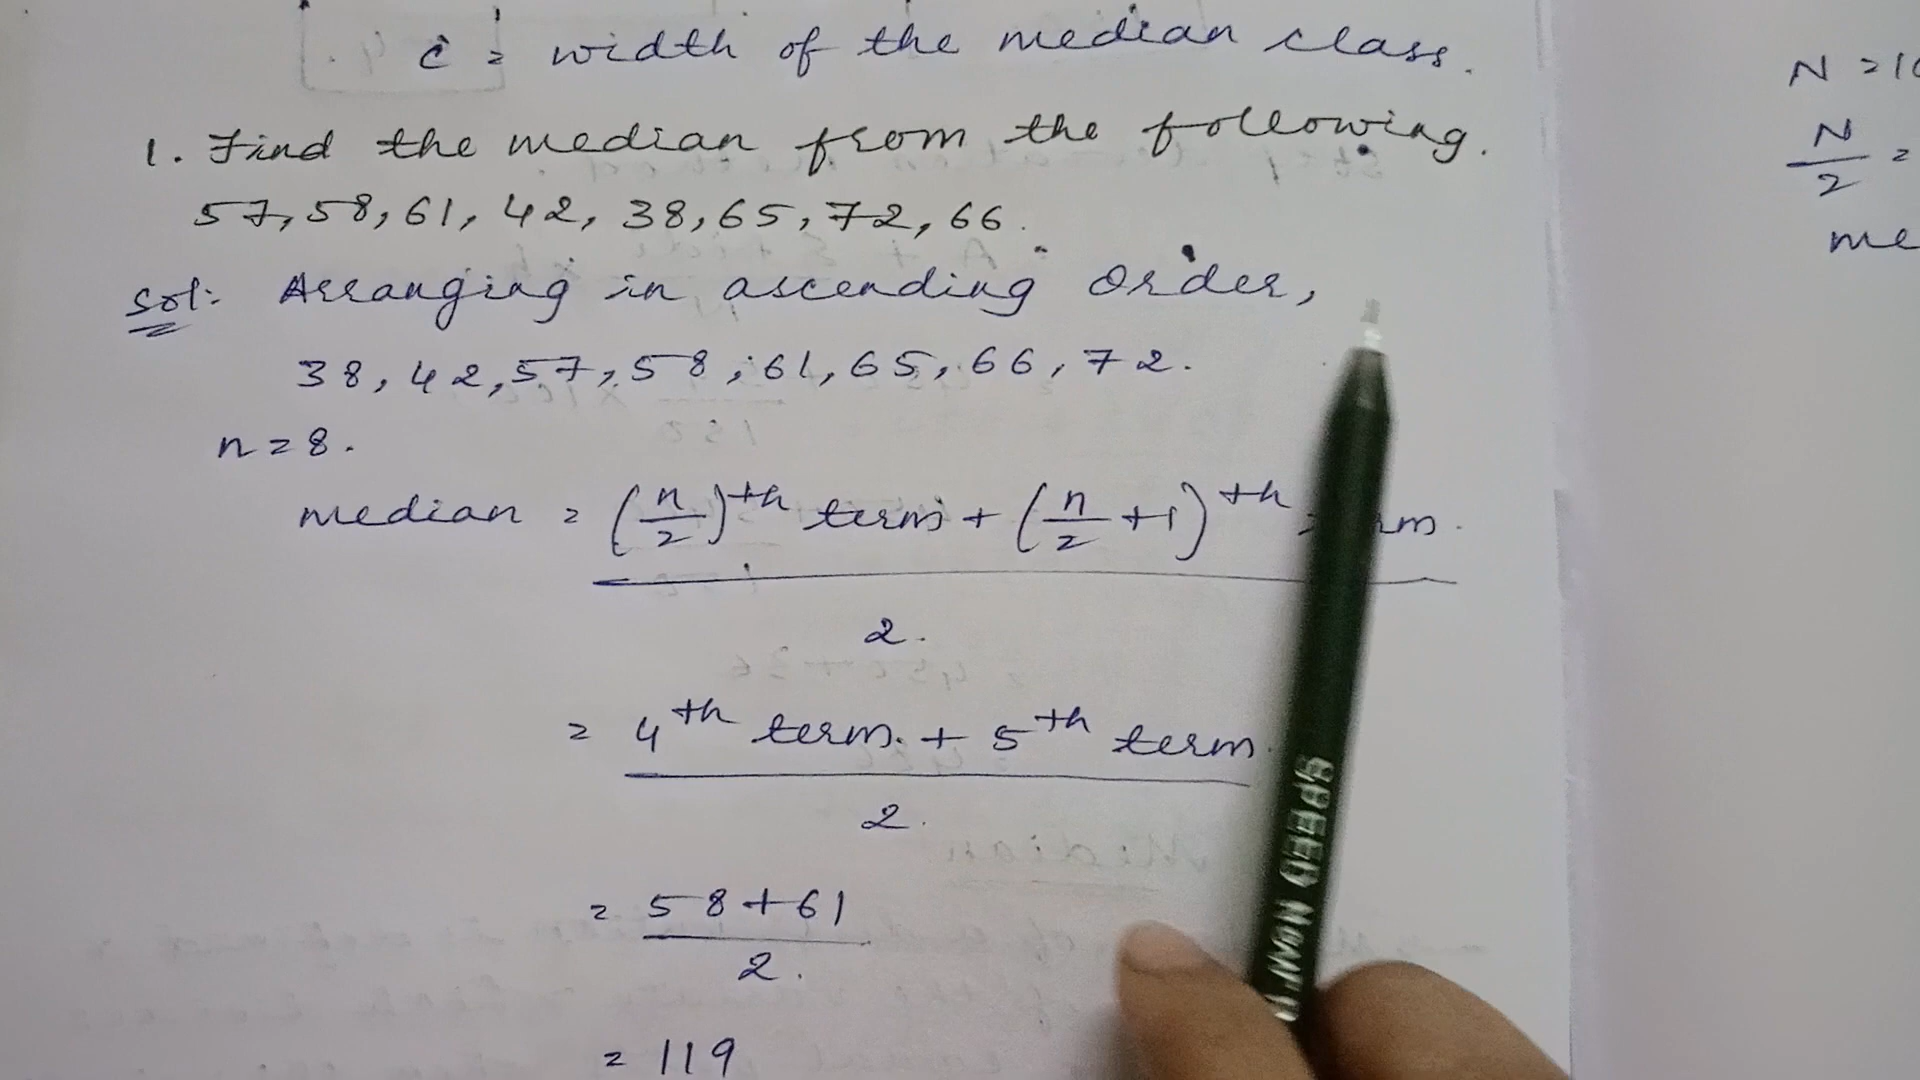 c = width of the median class.
1. Find the median from the following.
57, 58, 61, 42, 38, 65, 72, 66.
Sol: Arranging in ascending order,
38, 42, 57, 58, 61, 65, 66, 72.
n = 8.
median = (n/2)th term + (n/2 + 1)th
2.
= 4th term. + 5th term.
2.
= 58 + 61
2.
= 119
N = 10
N/2 =
me
SPEED